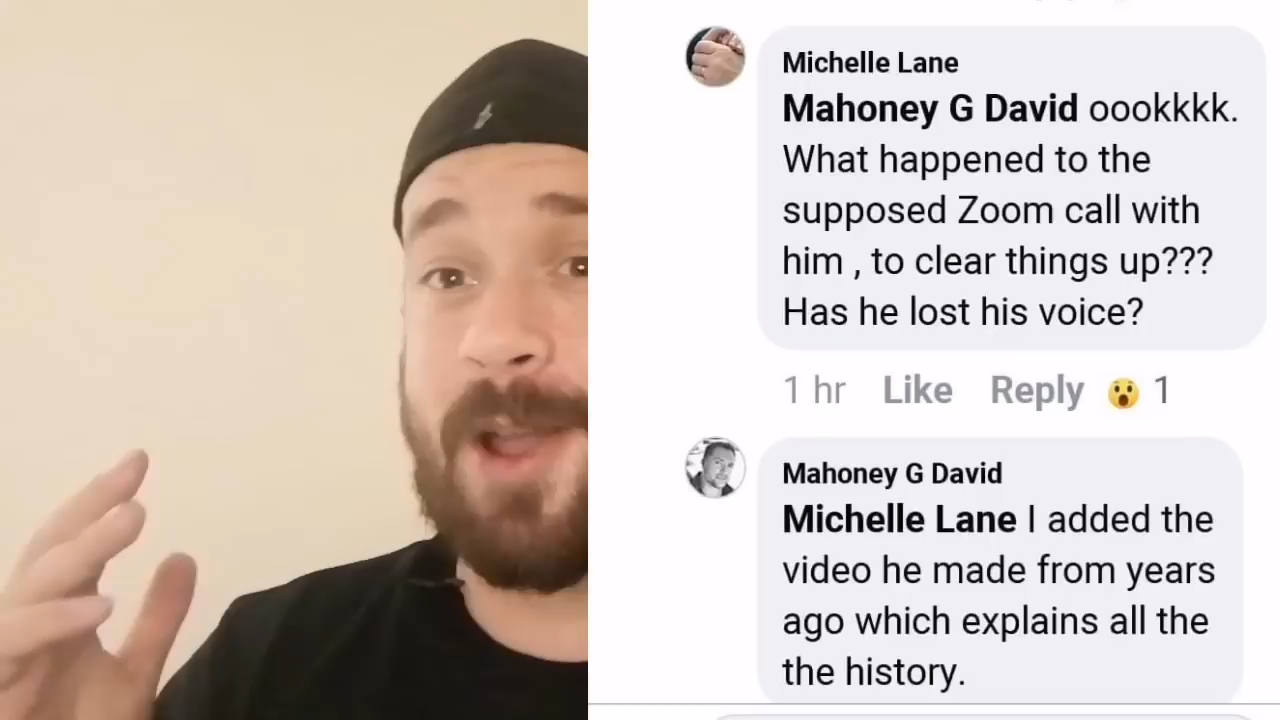 Michelle Lane
Mahoney G David oookkkk.
What happened to the
supposed Zoom call with
him , to clear things up???
Has he lost his voice?
1 hr Like Reply 😮 1
Mahoney G David
Michelle Lane I added the
video he made from years
ago which explains all the
the history.